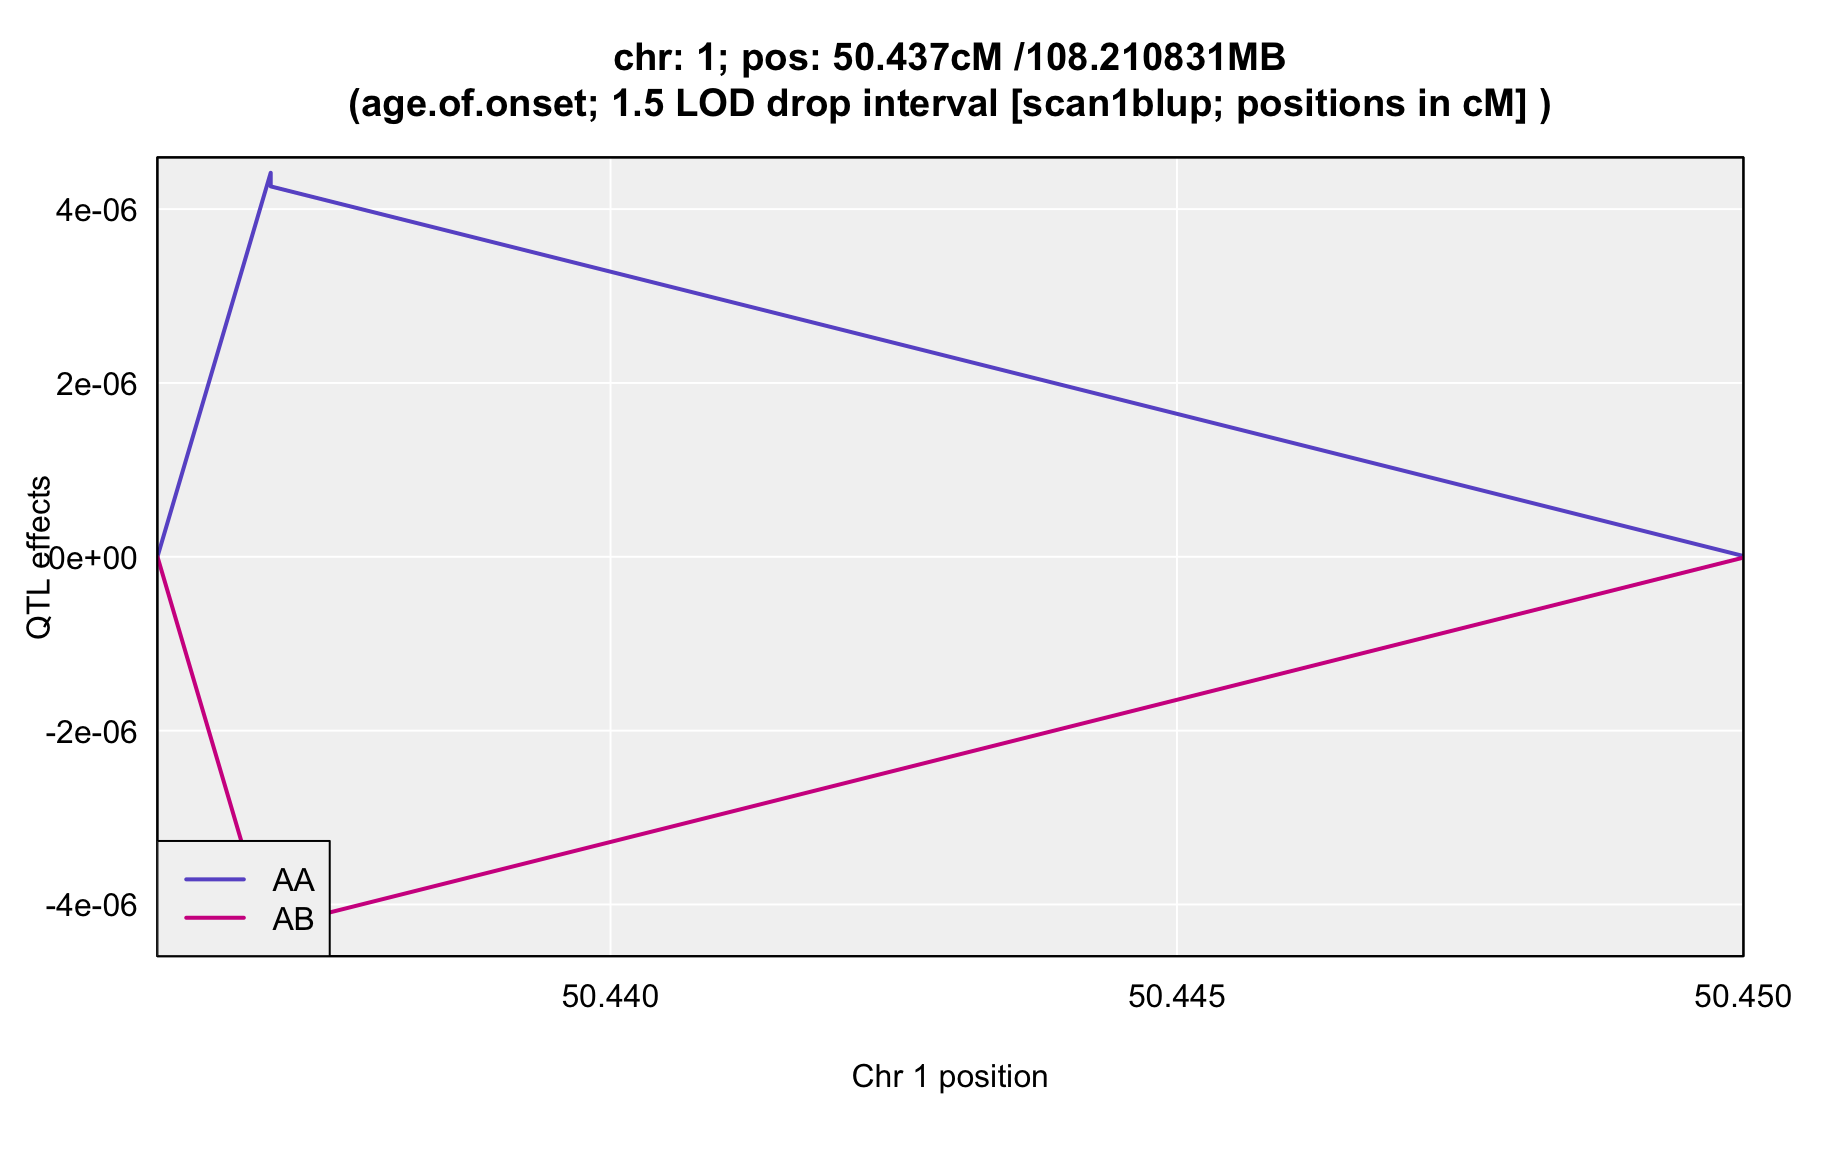 chr: 1; pos: 50.437cM /108.210831MB
(age.of.onset; 1.5 LOD drop interval [scan1blup; positions in cM] )
4e-06
2e-06
0e+00
-2e-06
-4e-06
QTL effects
AA
AB
50.440
50.445
50.450
Chr 1 position